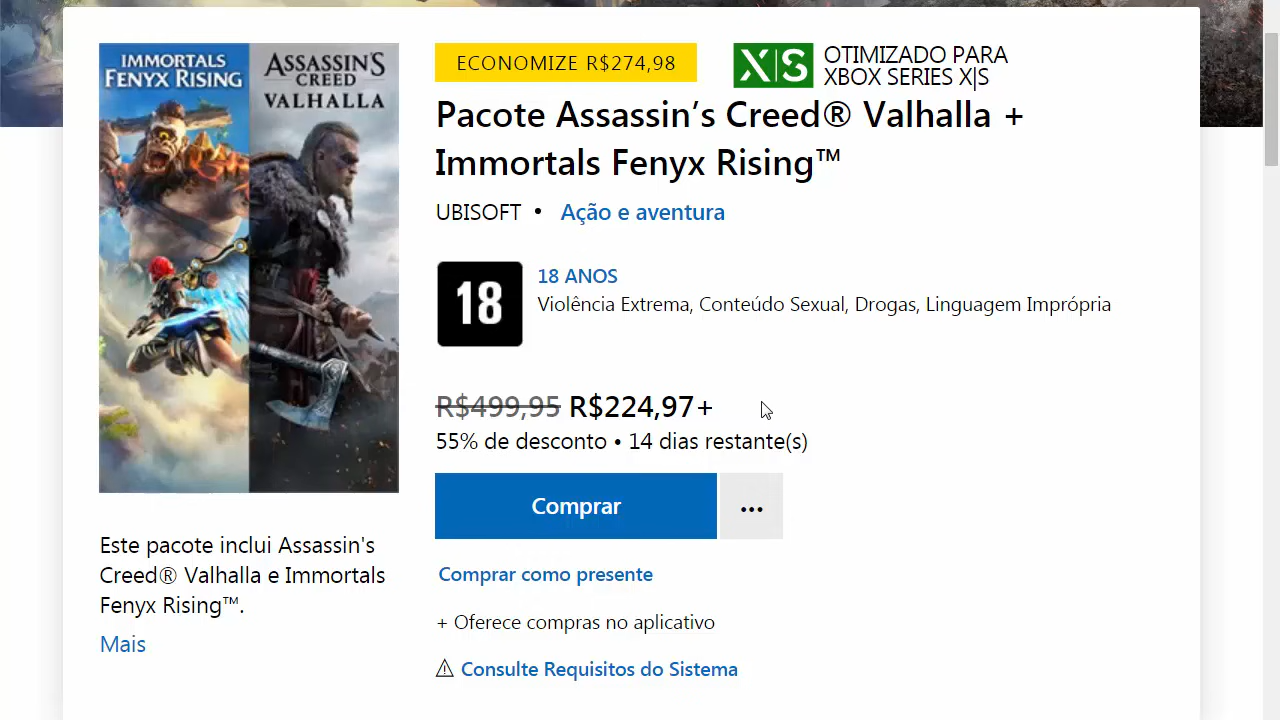 IMMORTALS
FENYX RISING
ASSASSIN'S
CREED
VALHALLA
ECONOMIZE R$274,98
X|S
OTIMIZADO PARA
XBOX SERIES X|S
Pacote Assassin’s Creed® Valhalla +
Immortals Fenyx Rising™
UBISOFT • Ação e aventura
18
18 ANOS
Violência Extrema, Conteúdo Sexual, Drogas, Linguagem Imprópria
R$499,95 R$224,97+
55% de desconto • 14 dias restante(s)
Comprar
...
Comprar como presente
+ Oferece compras no aplicativo
⚠ Consulte Requisitos do Sistema
Este pacote inclui Assassin's
Creed® Valhalla e Immortals
Fenyx Rising™.
Mais